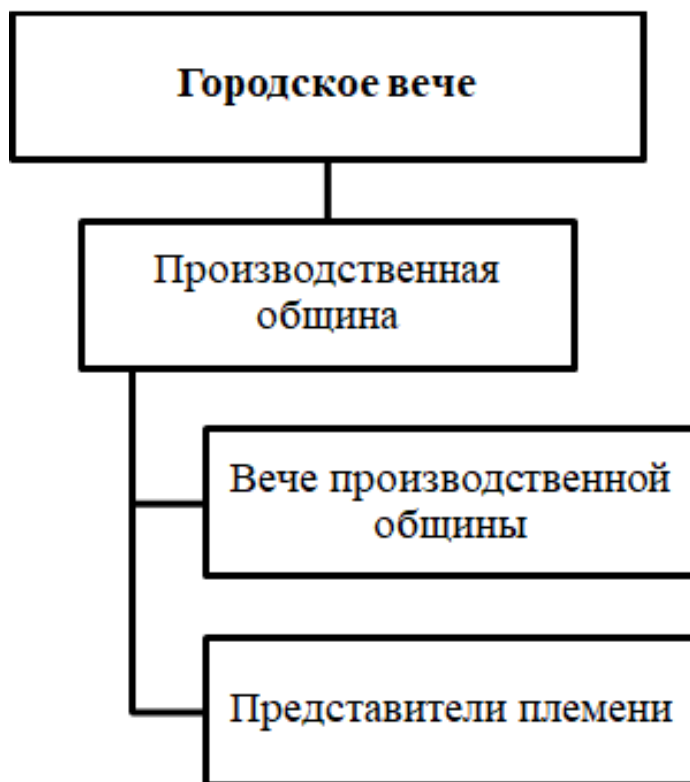 Городское вече
Производственная
община
Вече производственной
общины
Представители племени